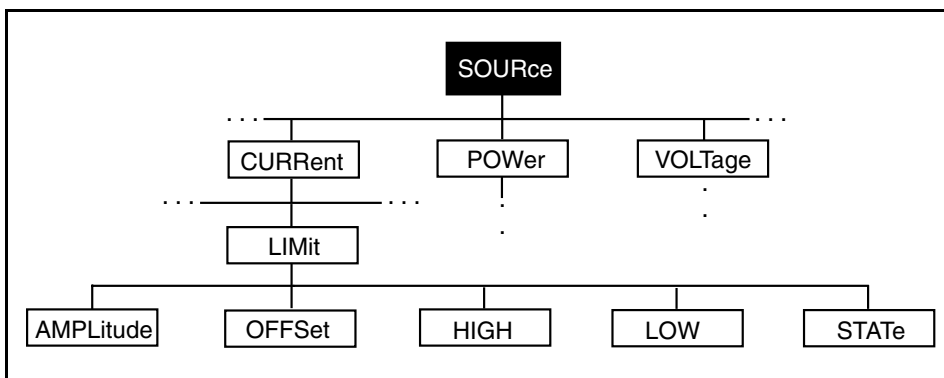 SOURce
CURRent POWer VOLTage
LIMit
AMPLitude OFFSet HIGH LOW STATe